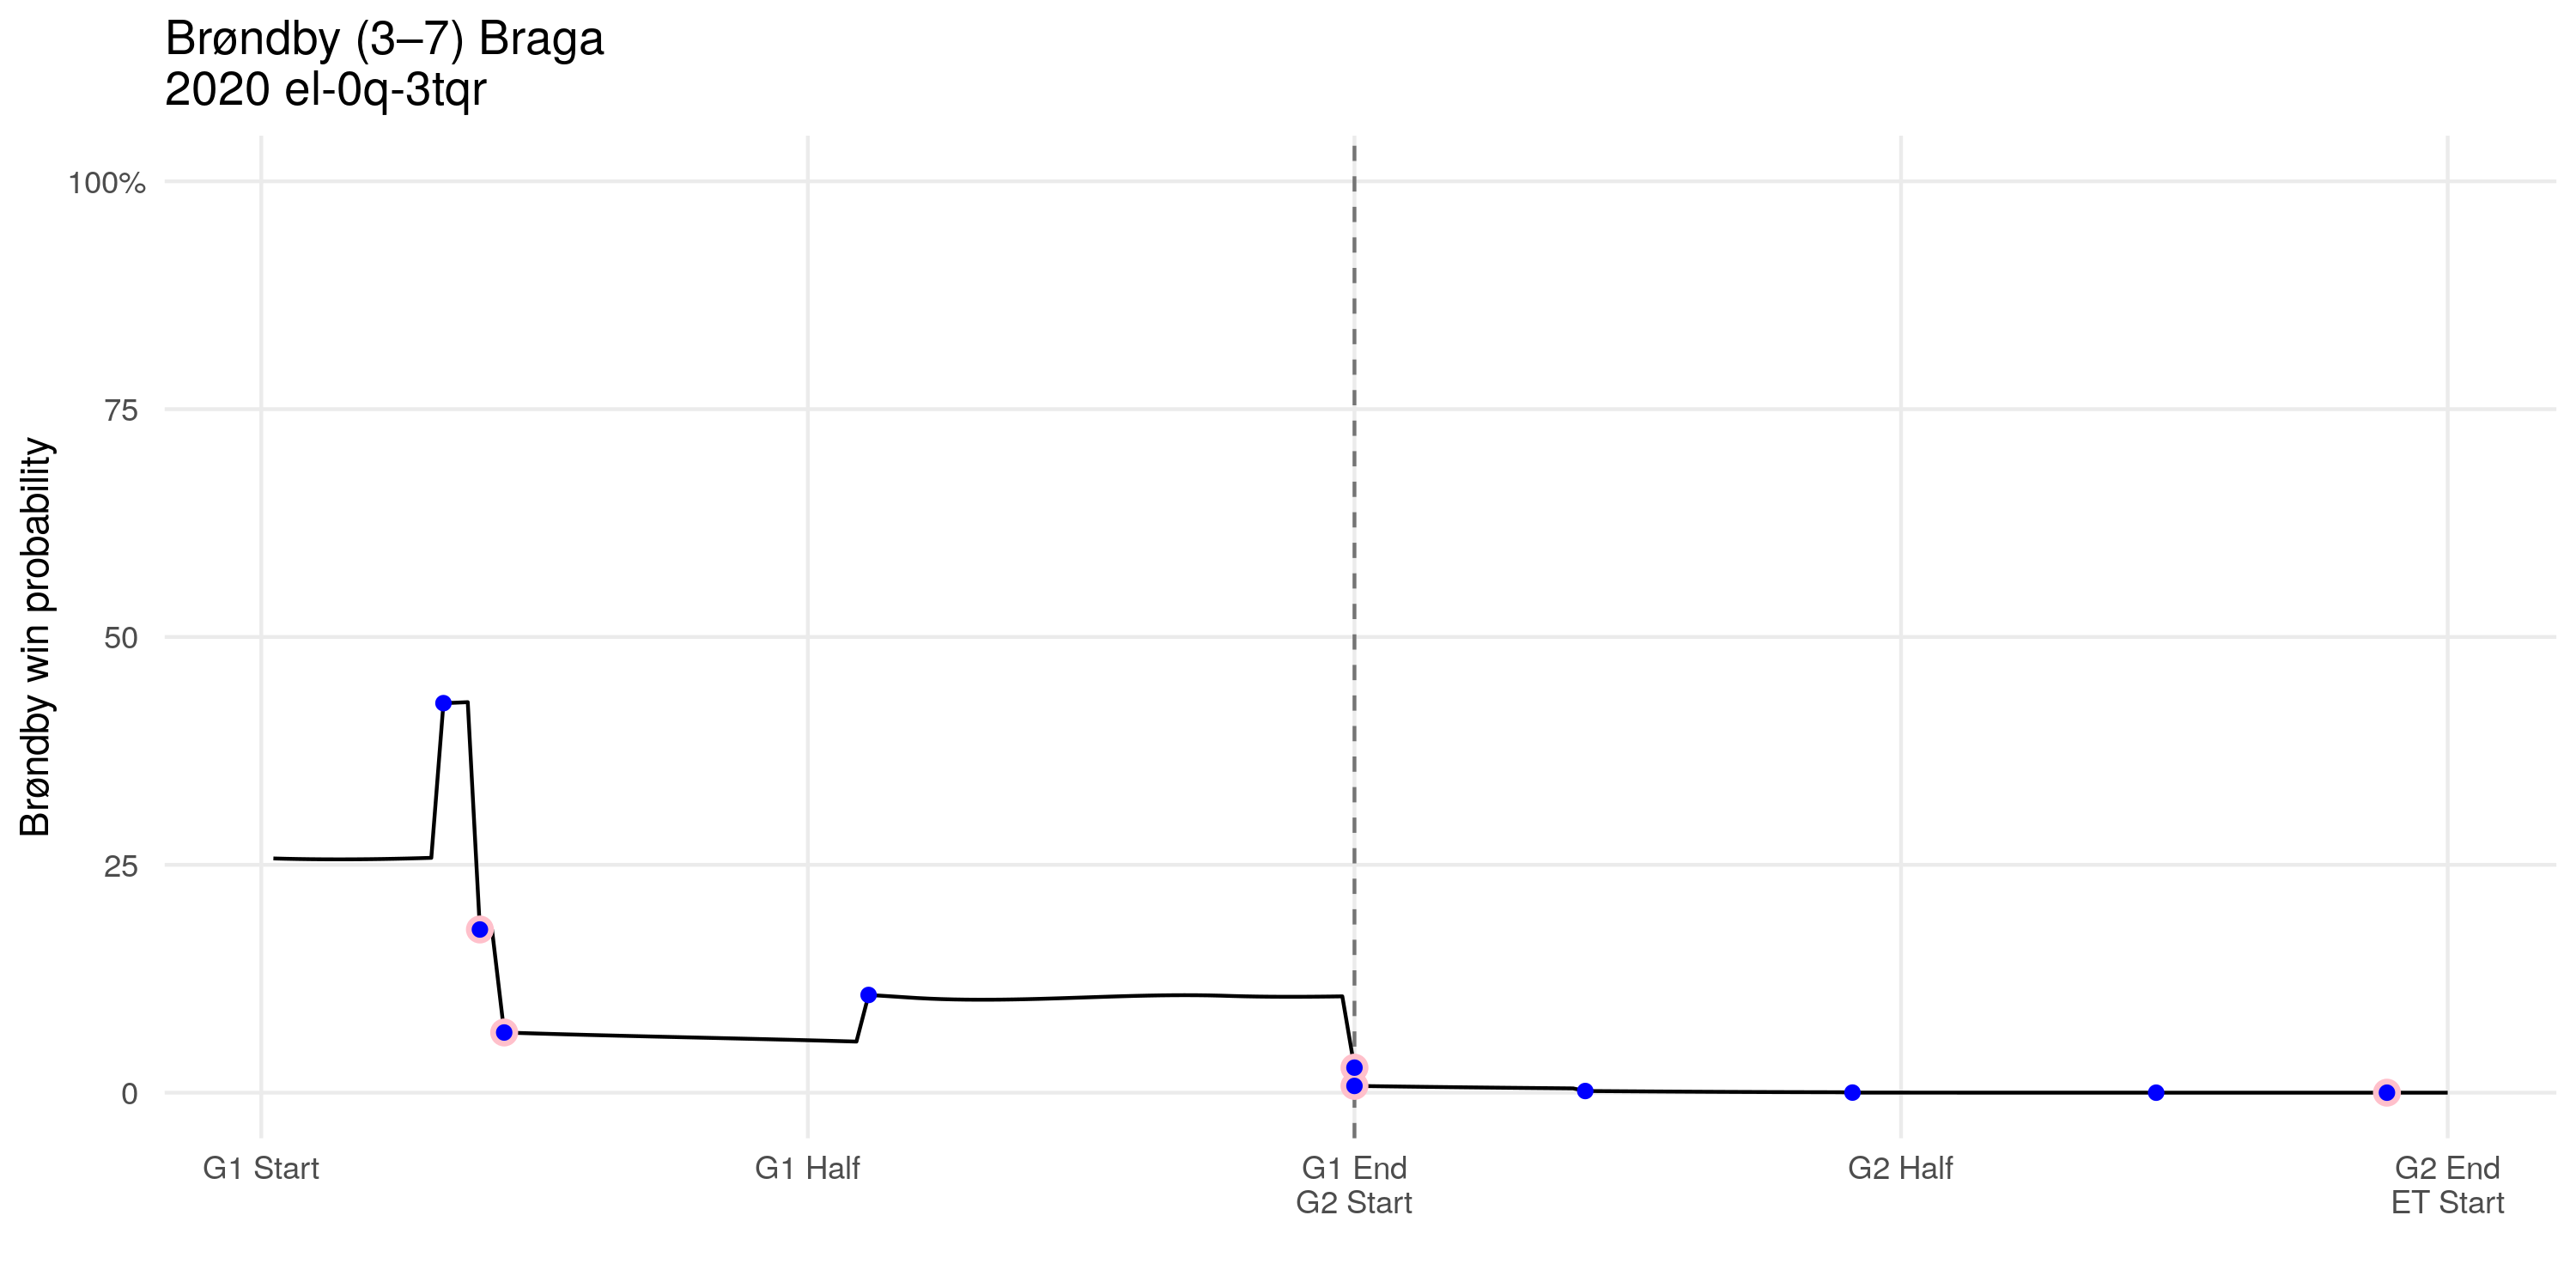 Brøndby (3–7) Braga
2020 el-0q-3tqr
Brøndby win probability
100%
75
50
25
0
G1 Start
G1 Half
G1 End
G2 Start
G2 Half
G2 End
ET Start